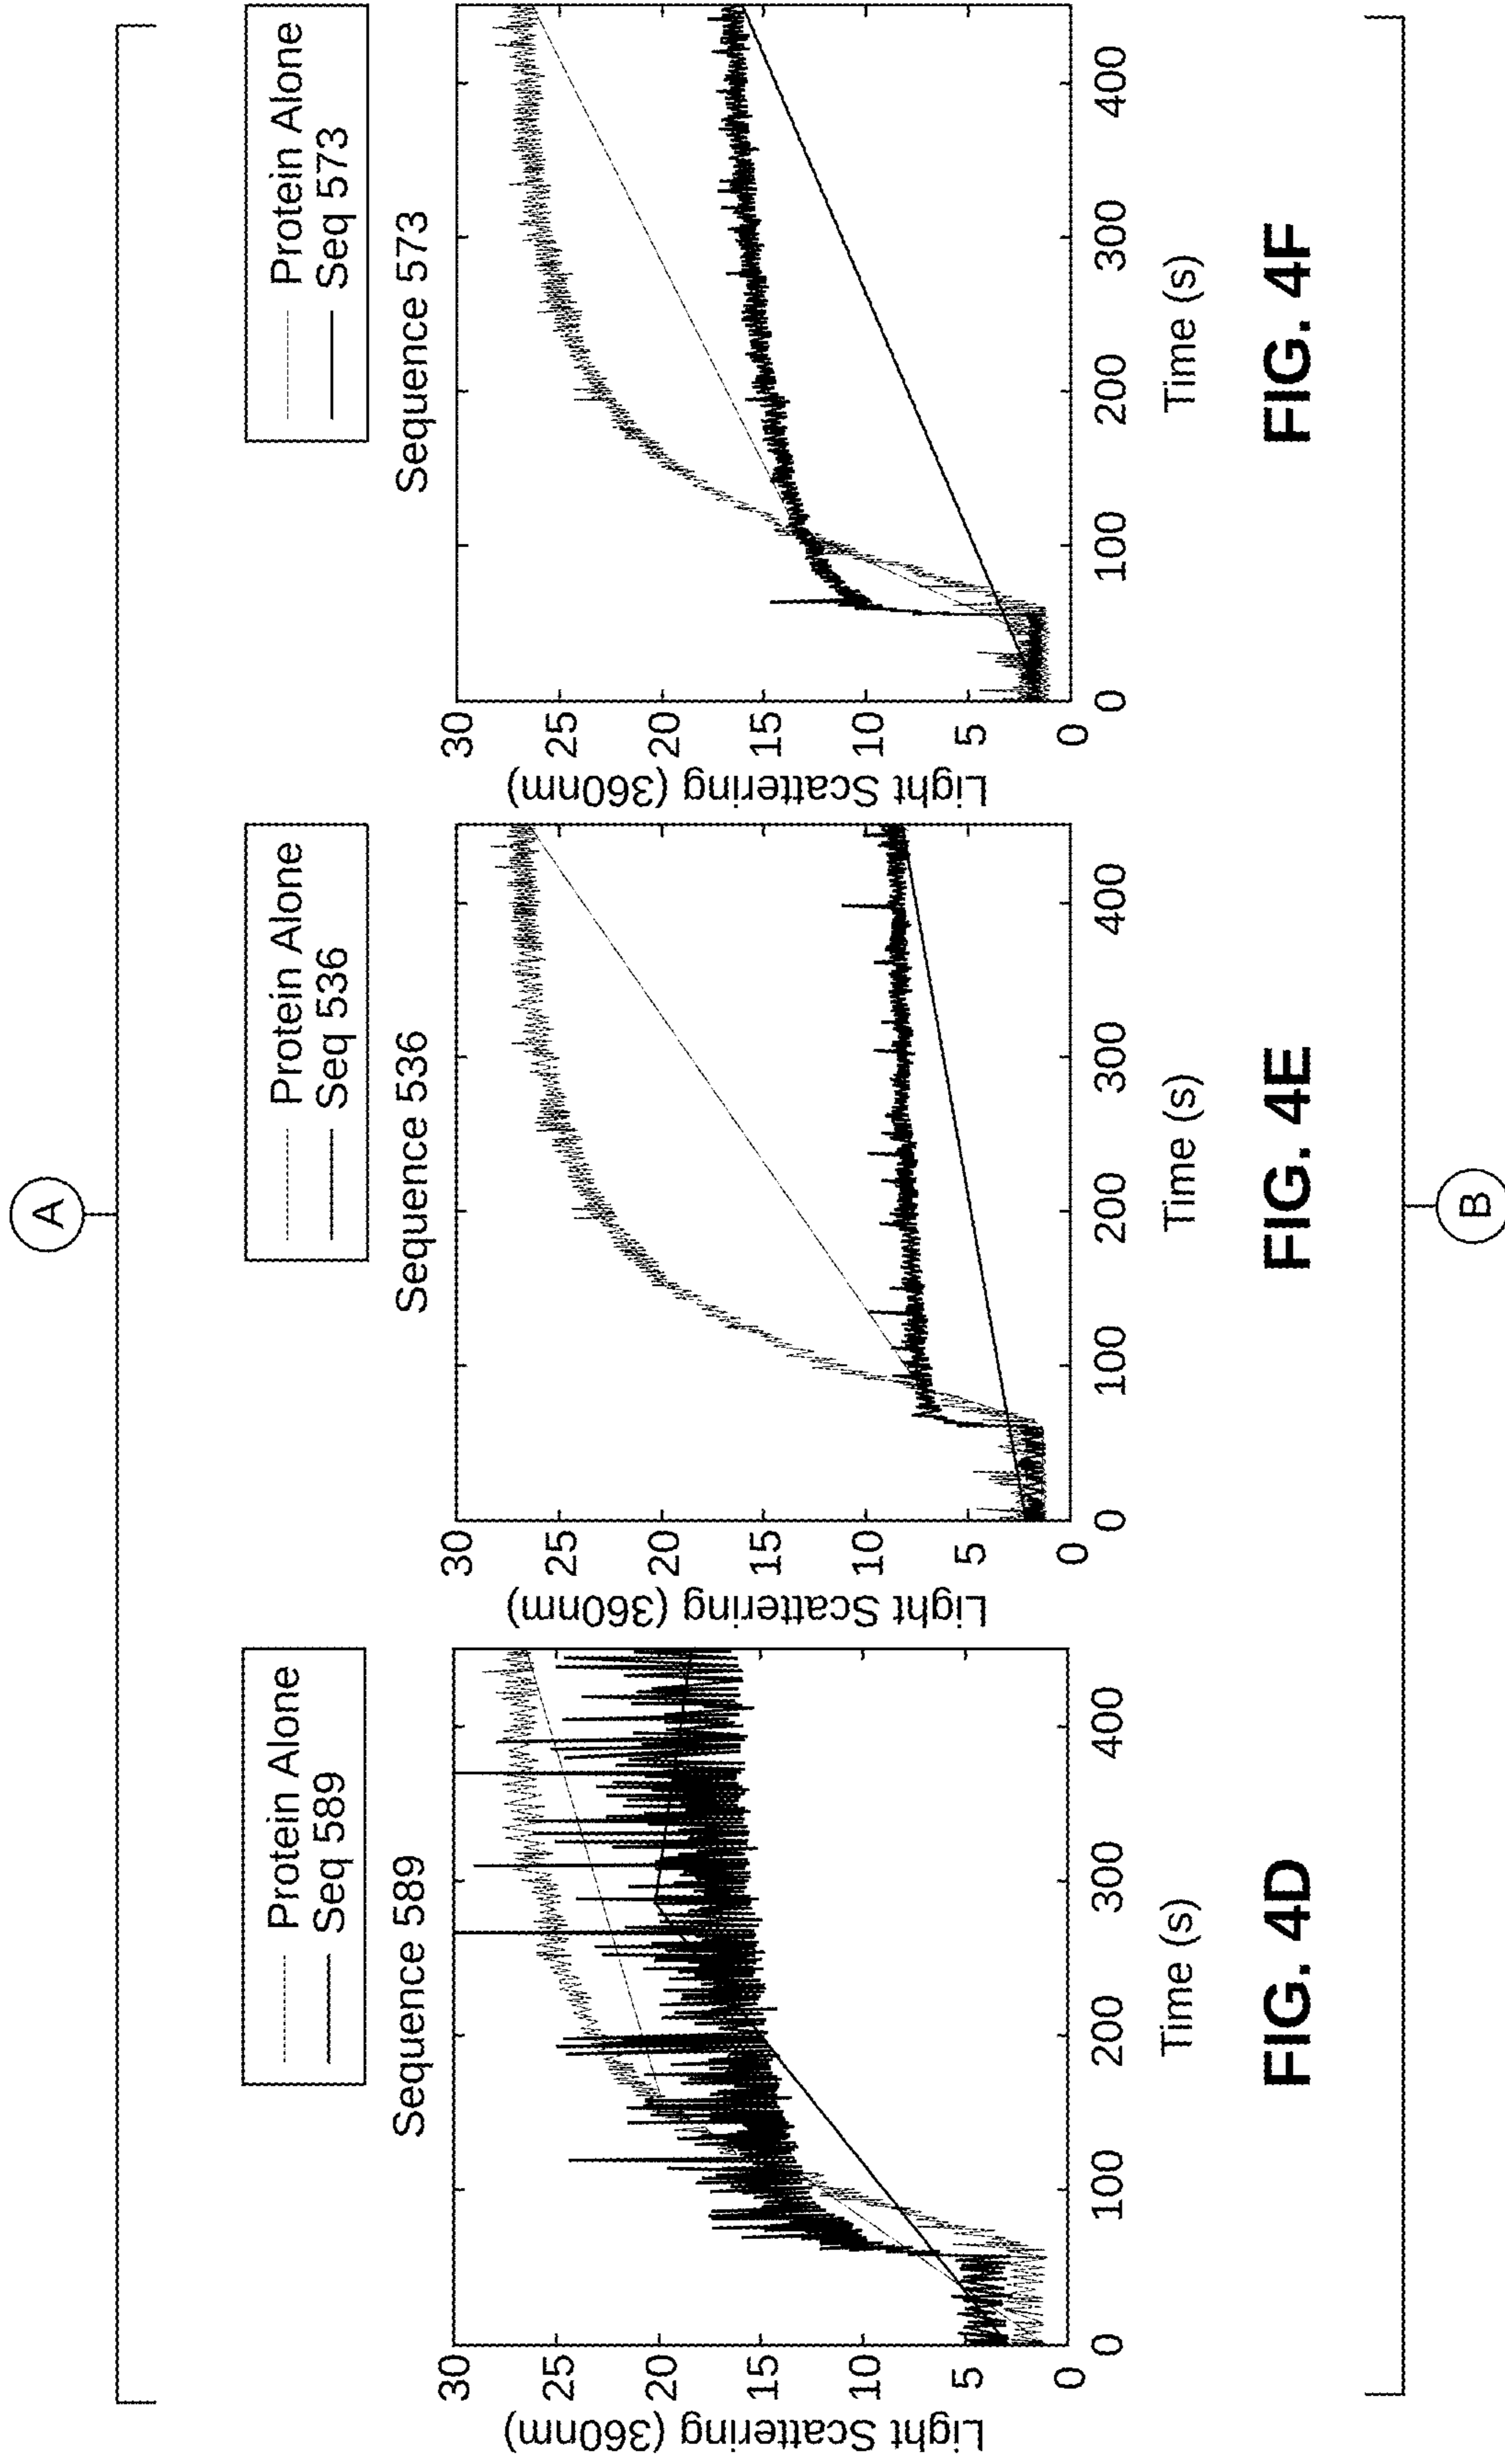 A
Protein Alone
Seq 589
Sequence 589
Light Scattering (360nm)
30
25
20
15
10
5
0
0 100 200 300 400
Time (s)
FIG. 4D
Protein Alone
Seq 536
Sequence 536
Light Scattering (360nm)
30
25
20
15
10
5
0
0 100 200 300 400
Time (s)
FIG. 4E
Protein Alone
Seq 573
Sequence 573
Light Scattering (360nm)
30
25
20
15
10
5
0
0 100 200 300 400
Time (s)
FIG. 4F
B